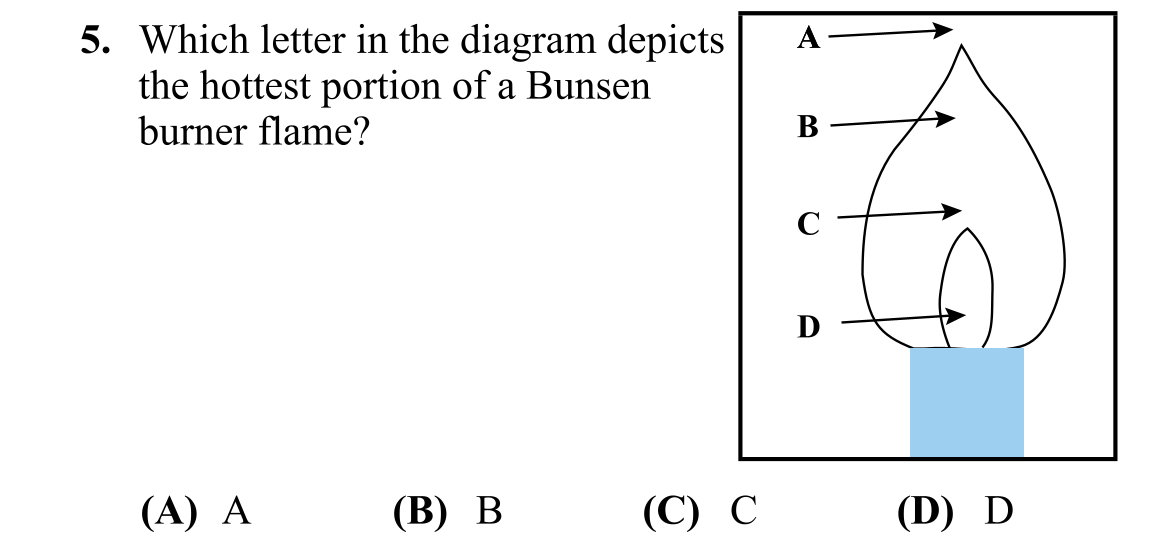 5. Which letter in the diagram depicts
the hottest portion of a Bunsen
burner flame?
A
B
C
D
(A) A (B) B (C) C (D) D